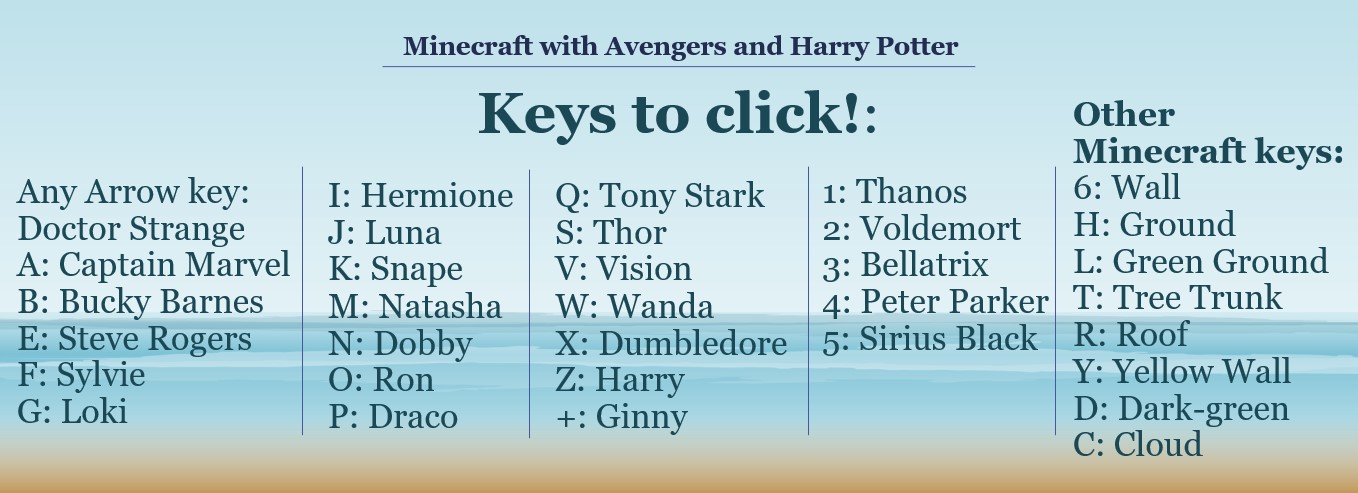 Minecraft with Avengers and Harry Potter
Keys to click!:
Any Arrow key:
Doctor Strange
A: Captain Marvel
B: Bucky Barnes
E: Steve Rogers
F: Sylvie
G: Loki
I: Hermione
J: Luna
K: Snape
M: Natasha
N: Dobby
O: Ron
P: Draco
Q: Tony Stark
S: Thor
V: Vision
W: Wanda
X: Dumbledore
Z: Harry
+: Ginny
1: Thanos
2: Voldemort
3: Bellatrix
4: Peter Parker
5: Sirius Black
Other
Minecraft keys:
6: Wall
H: Ground
L: Green Ground
T: Tree Trunk
R: Roof
Y: Yellow Wall
D: Dark-green
C: Cloud